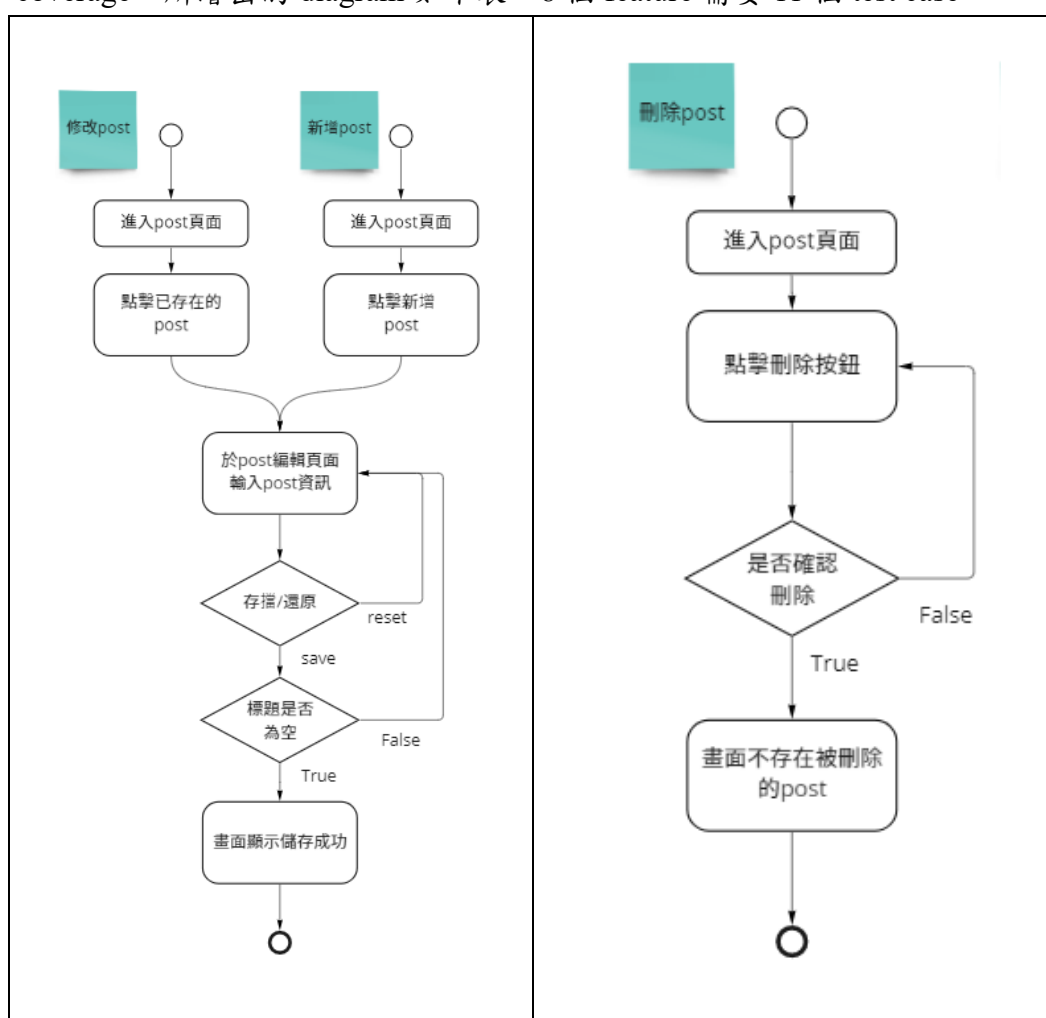 修改post
新增post
進入post頁面
進入post頁面
點擊已存在的
post
點擊新增
post
於post編輯頁面
輸入post資訊
存擋/還原
reset
save
標題是否
為空
False
True
畫面顯示儲存成功
刪除post
進入post頁面
點擊刪除按鈕
是否確認
刪除
False
True
畫面不存在被刪除
的post